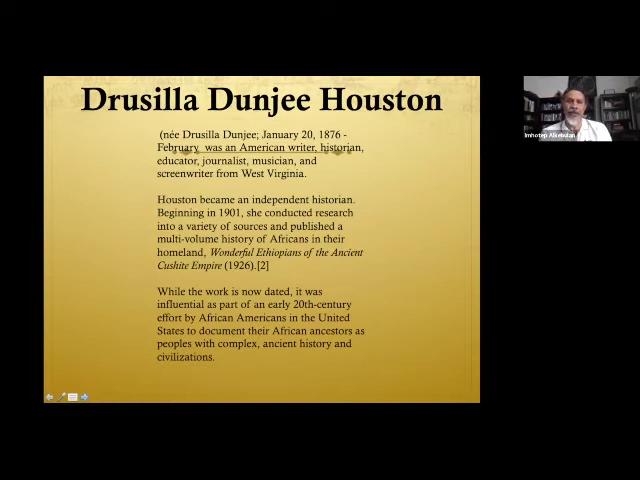 Drusilla Dunjee Houston
(née Drusilla Dunjee; January 20, 1876 -
February was an American writer, historian,
educator, journalist, musician, and
screenwriter from West Virginia.
Houston became an independent historian.
Beginning in 1901, she conducted research
into a variety of sources and published a
multi-volume history of Africans in their
homeland, Wonderful Ethiopians of the Ancient
Cushite Empire (1926).[2]
While the work is now dated, it was
influential as part of an early 20th-century
effort by African Americans in the United
States to document their African ancestors as
peoples with complex, ancient history and
civilizations.
Imhotep Alkebulan